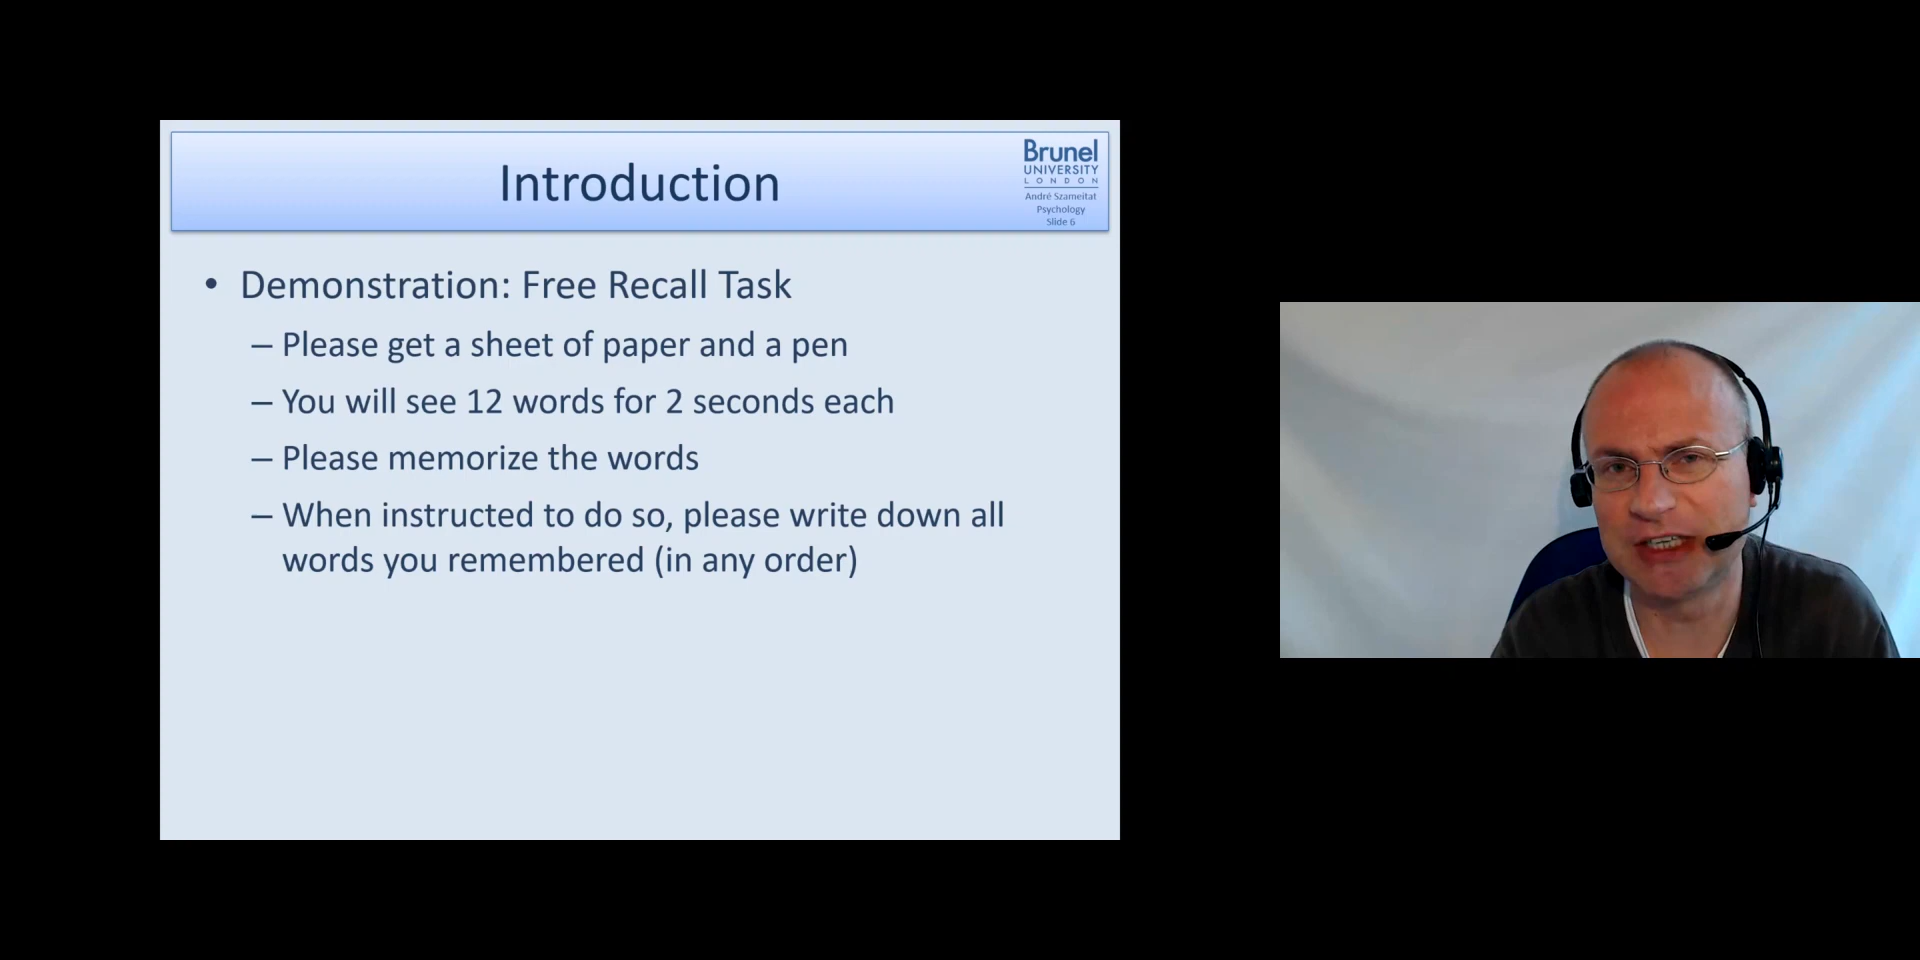 Introduction
Brunel
UNIVERSITY
LONDON
André Szameitat
Psychology
Slide 6
• Demonstration: Free Recall Task
– Please get a sheet of paper and a pen
– You will see 12 words for 2 seconds each
– Please memorize the words
– When instructed to do so, please write down all
words you remembered (in any order)